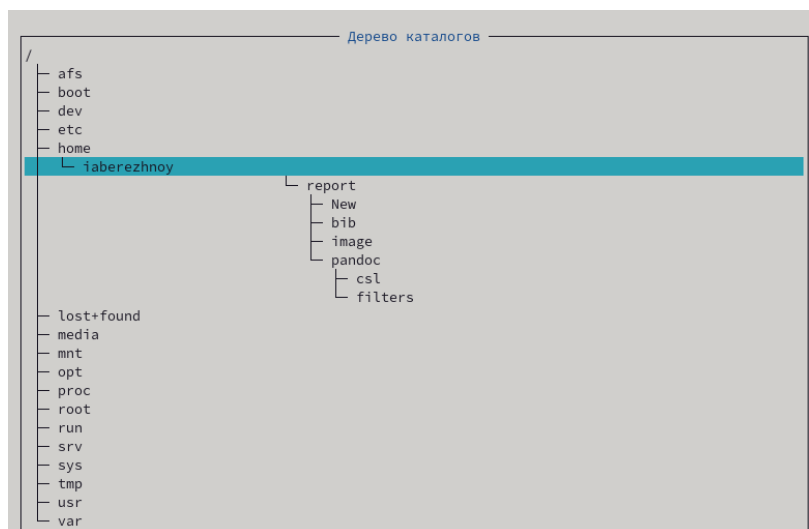 Дерево каталогов
/
afs
boot
dev
etc
home
iaberezhnoy
report
New
bib
image
pandoc
csl
filters
lost+found
media
mnt
opt
proc
root
run
srv
sys
tmp
usr
var